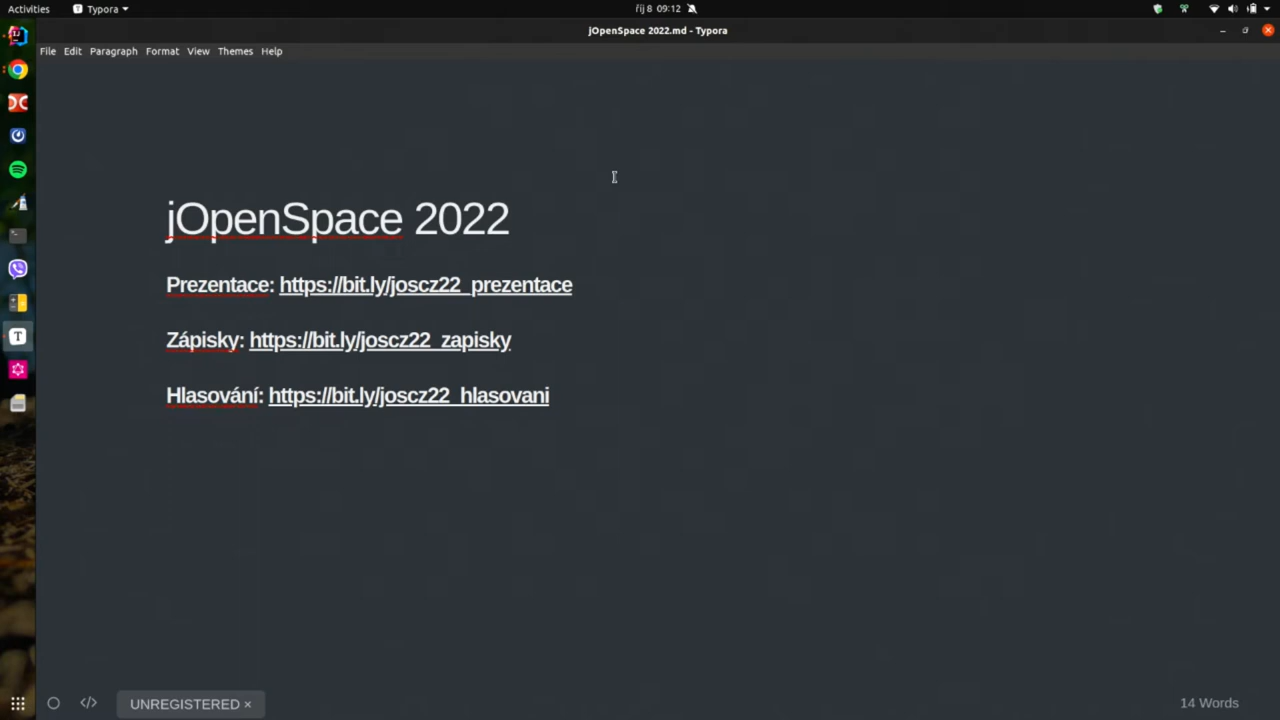 Activities Typora říj 8 09:12
jOpenSpace 2022.md - Typora
File Edit Paragraph Format View Themes Help
jOpenSpace 2022
Prezentace: https://bit.ly/joscz22_prezentace
Zápisky: https://bit.ly/joscz22_zapisky
Hlasování: https://bit.ly/joscz22_hlasovani
UNREGISTERED × 14 Words